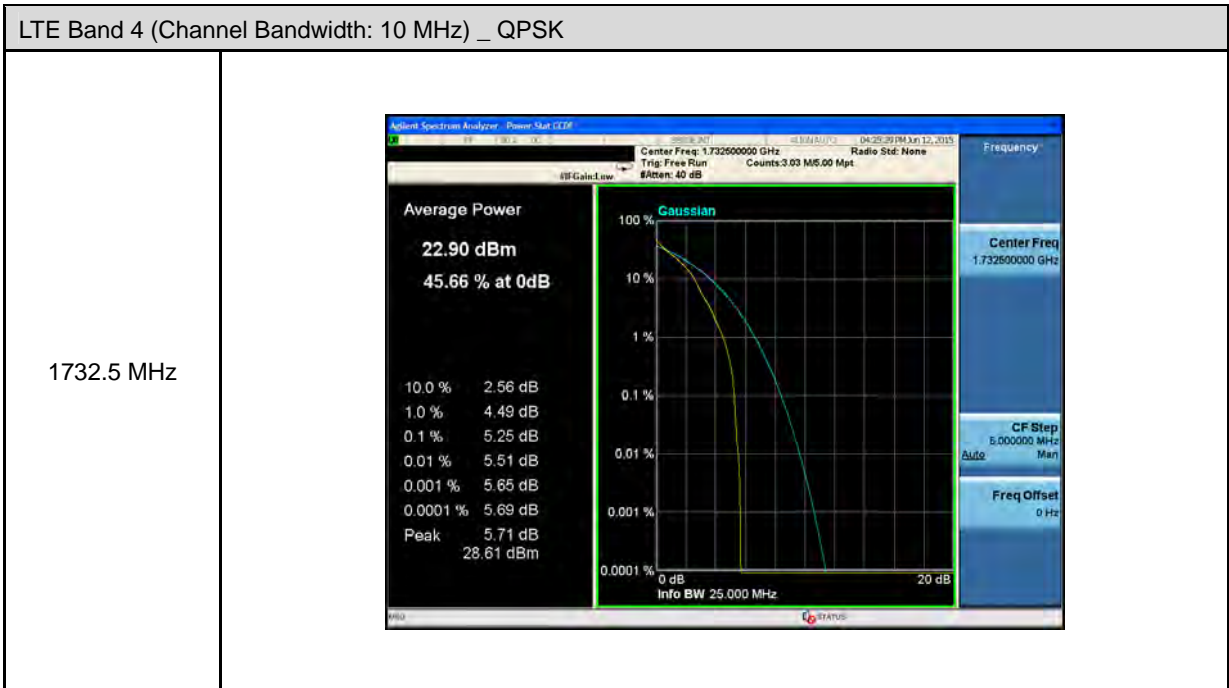 LTE Band 4 (Channel Bandwidth: 10 MHz) _ QPSK
1732.5 MHz
Agilent Spectrum Analyzer - Power Stat CCDF
ALIGN AUTO 04:25:29 PM Jun 12, 2015
Center Freq: 1.732500000 GHz Radio Std: None
Trig: Free Run Counts:3.03 M/5.00 Mpt
#IFGain:Low #Atten: 40 dB
Average Power
22.90 dBm
45.66 % at 0dB
10.0 % 2.56 dB
1.0 % 4.49 dB
0.1 % 5.25 dB
0.01 % 5.51 dB
0.001 % 5.65 dB
0.0001 % 5.69 dB
Peak 5.71 dB
28.61 dBm
Gaussian
100 %
10 %
1 %
0.1 %
0.01 %
0.001 %
0.0001 %
0 dB 20 dB
Info BW 25.000 MHz
Frequency
Center Freq
1.732500000 GHz
CF Step
5.000000 MHz
Auto Man
Freq Offset
0 Hz
MSG STATUS